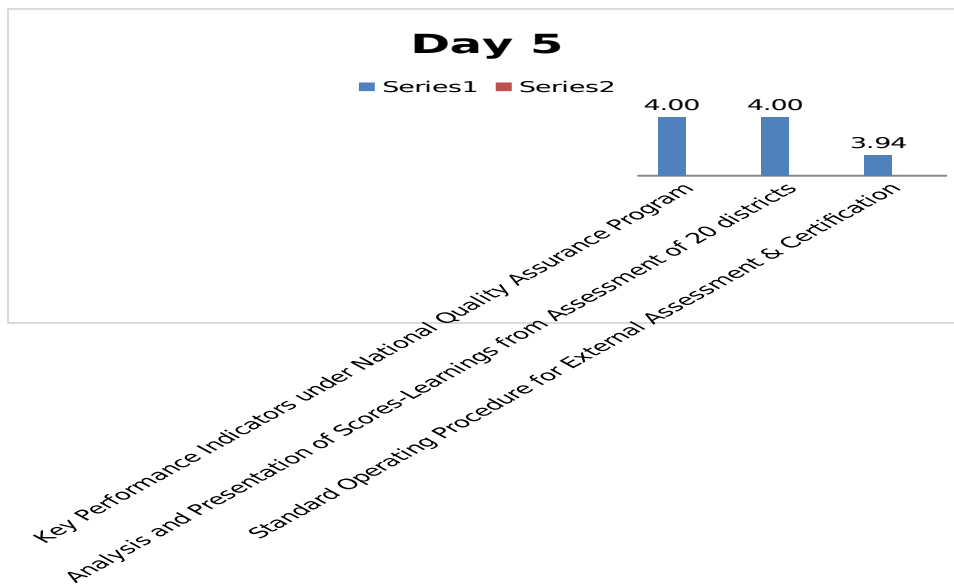 Day 5
Series1 Series2
4.00 4.00 3.94
Key Performance Indicators under National Quality Assurance Program
Analysis and Presentation of Scores-Learnings from Assessment of 20 districts
Standard Operating Procedure for External Assessment & Certification